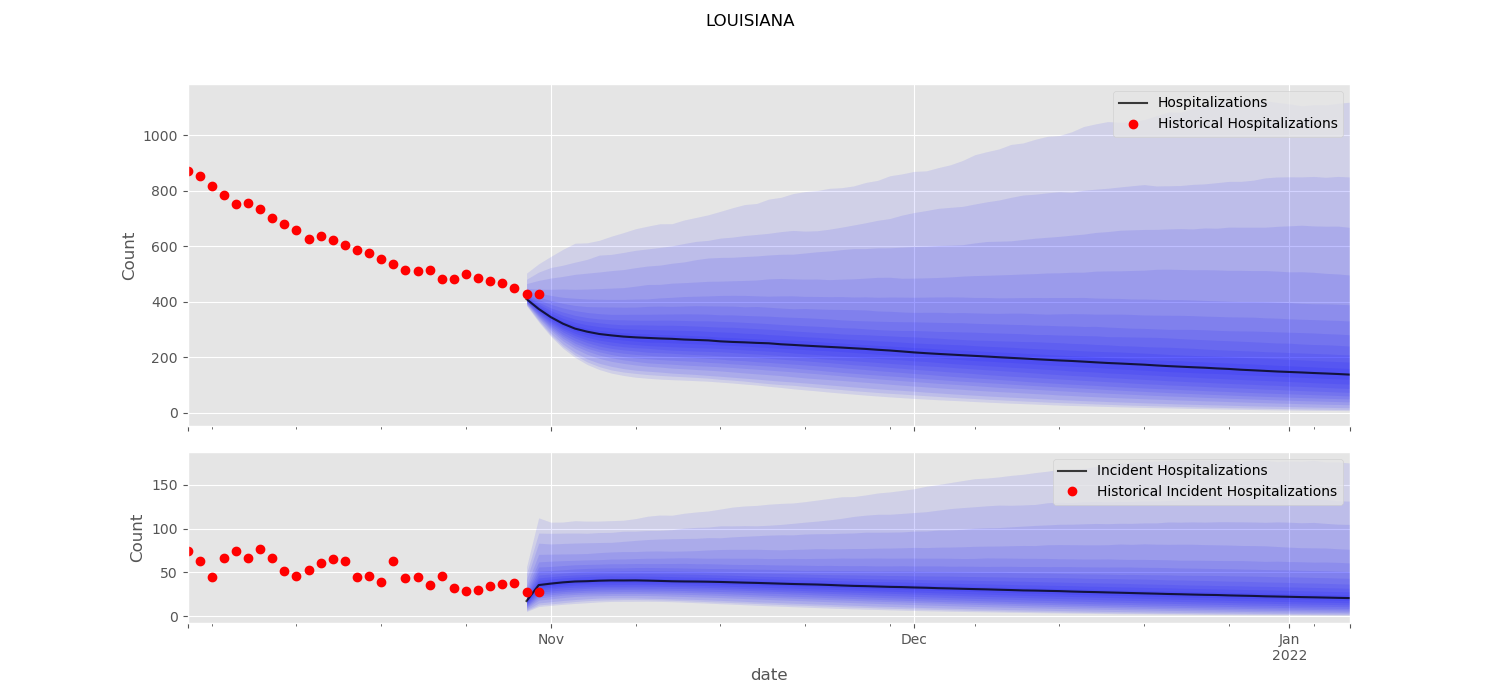 LOUISIANA
Hospitalizations
Historical Hospitalizations
1000
800
600
400
200
0
Count
Incident Hospitalizations
Historical Incident Hospitalizations
150
100
50
0
Count
Nov
Dec
Jan
2022
date